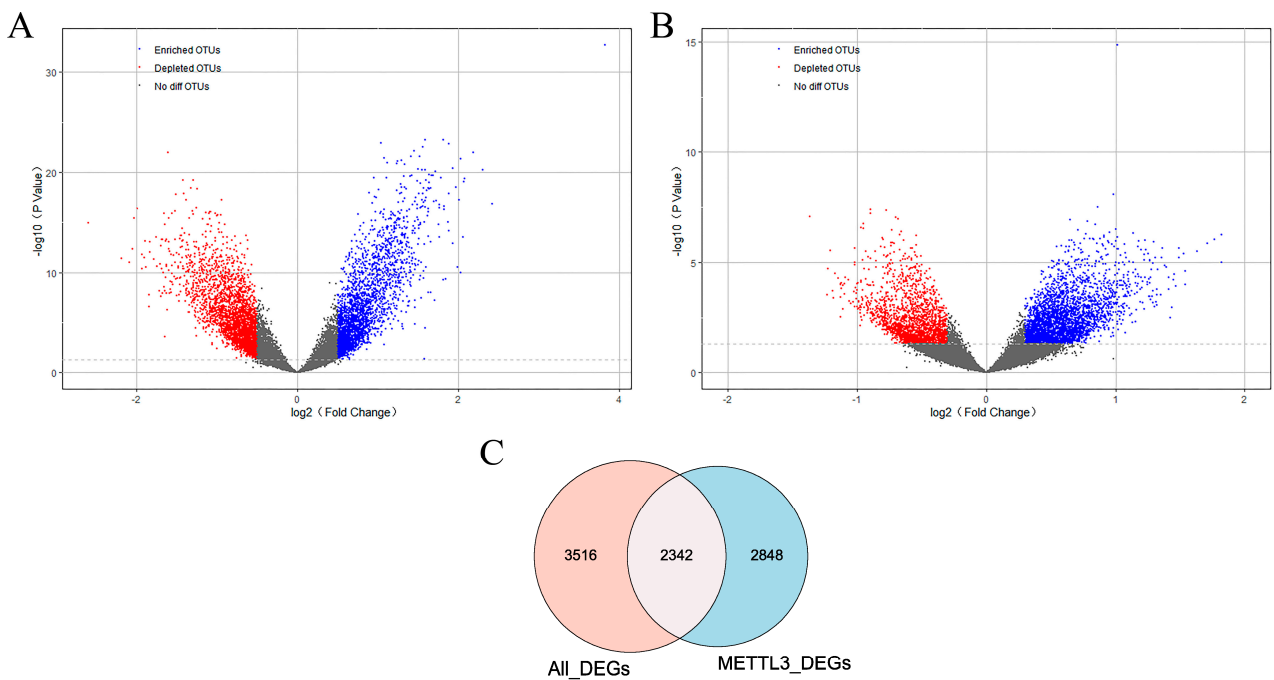 A
Enriched OTUs
Depleted OTUs
No diff OTUs
30
20
10
0
-log10（P Value）
-2
0
2
4
log2（Fold Change）
B
Enriched OTUs
Depleted OTUs
No diff OTUs
15
10
5
0
-log10（P Value）
-2
-1
0
1
2
log2（Fold Change）
C
3516
2342
2848
All_DEGs
METTL3_DEGs